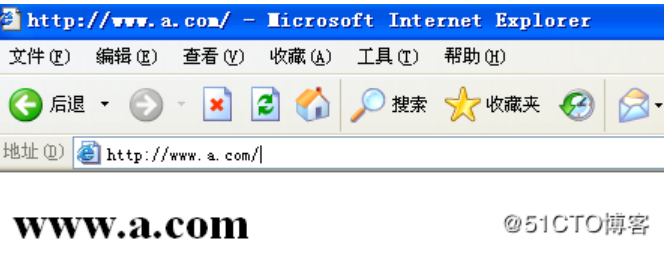 http://www.a.com/ - Microsoft Internet Explorer
文件(F) 编辑(E) 查看(V) 收藏(A) 工具(T) 帮助(H)
后退 搜索 收藏夹
地址(D) http://www.a.com/
www.a.com
@51CTO博客